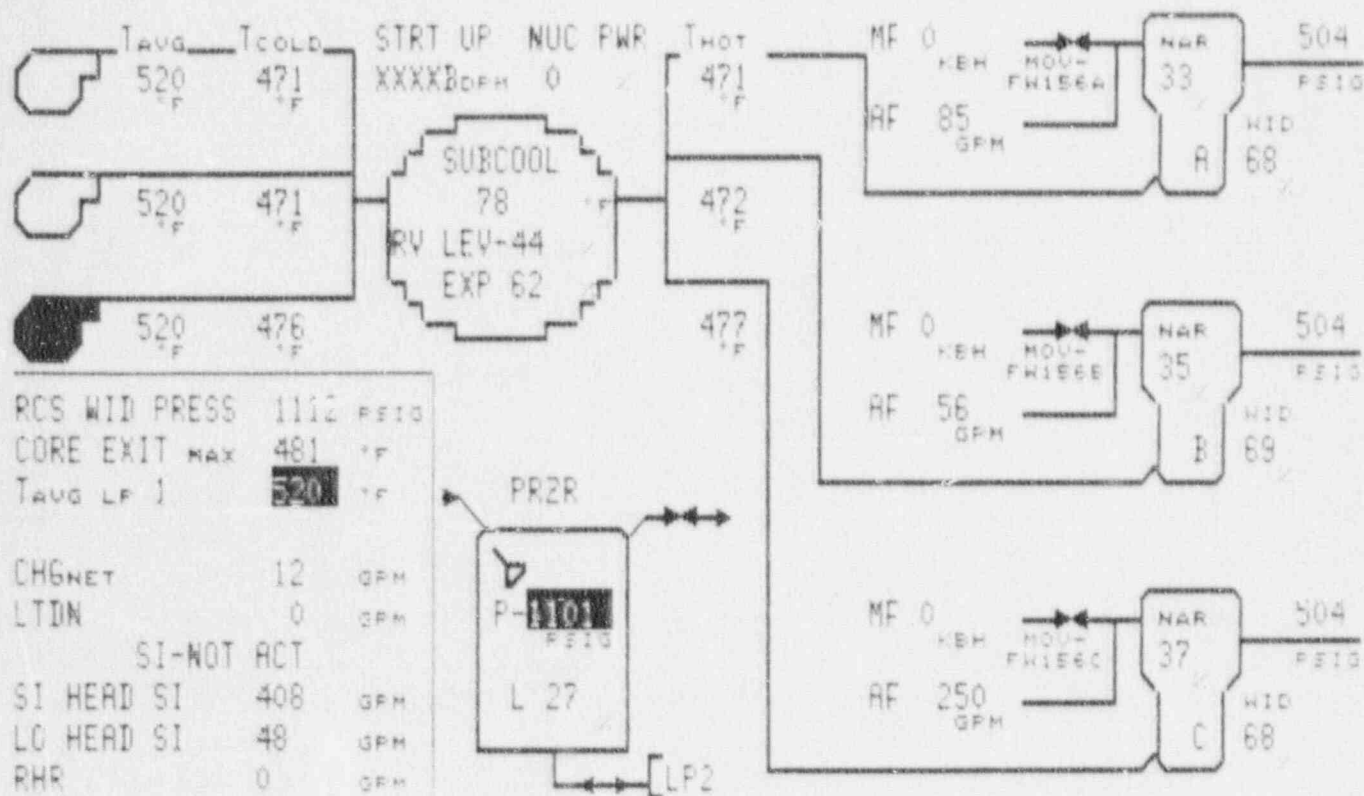 TAVG TCOLD STRT UP NUC PWR THOT
520 °F 471 °F XXXXB DPM 0 % 471 °F
520 °F 471 °F 472 °F
520 °F 476 °F 477 °F
SUBCOOL
78 °F
RV LEV-44 %
EXP 62 %
RCS WID PRESS 1112 PSIG
CORE EXIT MAX 481 °F
TAVG LP 1 520 °F
CHGNET 12 GPM
LTDN 0 GPM
SI-NOT ACT
SI HEAD SI 408 GPM
LO HEAD SI 48 GPM
RHR 0 GPM
PRZR
P-1101
PSIG
L 27 %
LP2
MF 0 KBH
MOV-
FW156A
AF 85 GPM
NAR
33 %
A
504
PSIG
WID
68 %
MF 0 KBH
MOV-
FW156B
AF 56 GPM
NAR
35 %
B
504
PSIG
WID
69 %
MF 0 KBH
MOV-
FW156C
AF 250 GPM
NAR
37 %
C
504
PSIG
WID
68 %